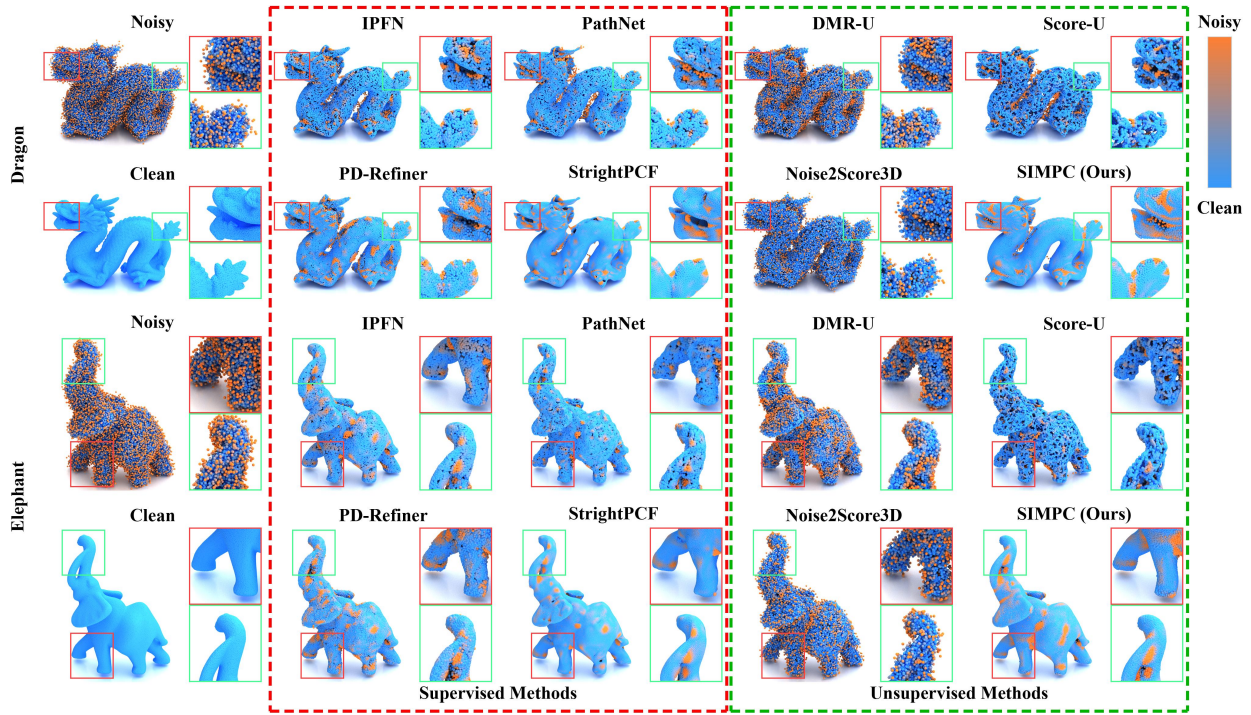 Noisy IPFN PathNet DMR-U Score-U Noisy
Dragon
Clean PD-Refiner StrightPCF Noise2Score3D SIMPC (Ours) Clean
Noisy IPFN PathNet DMR-U Score-U
Elephant
Clean PD-Refiner StrightPCF Noise2Score3D SIMPC (Ours)
Supervised Methods Unsupervised Methods